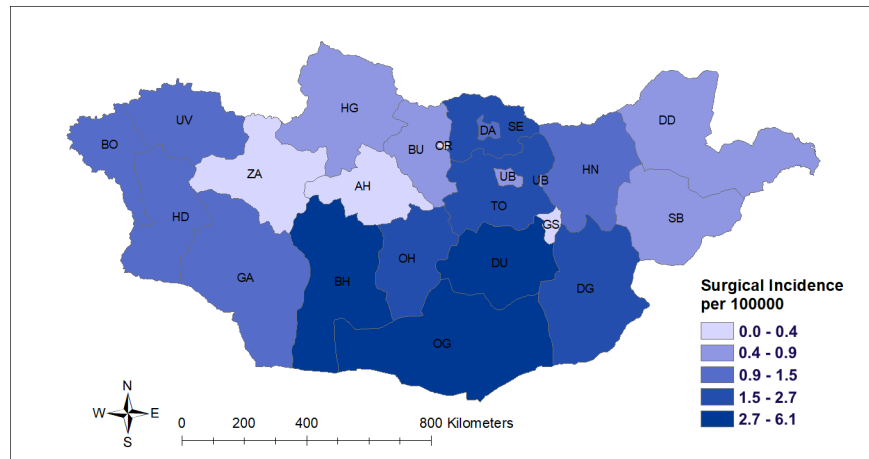 HG
UV
DD
DA SE
BO
OR
BU
HN
ZA
UB UB
AH
TO
HD
SB
GS
OH
DU
GA
BH
DG
OG
Surgical Incidence
per 100000
0.0 - 0.4
0.4 - 0.9
0.9 - 1.5
1.5 - 2.7
2.7 - 6.1
N
W E
S
0 200 400 800 Kilometers